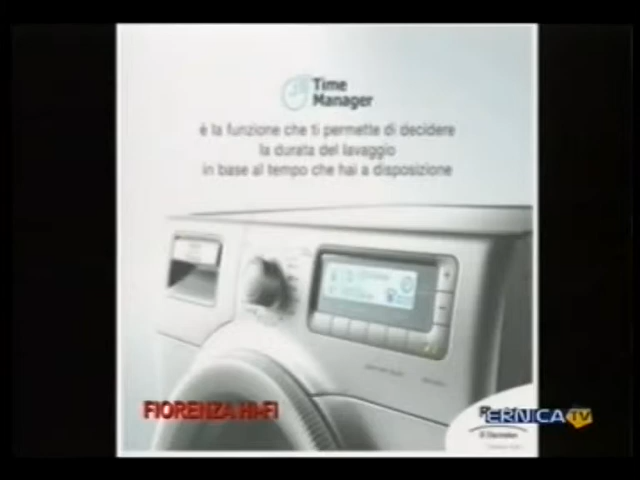 Time
Manager
è la funzione che ti permette di decidere
la durata del lavaggio
in base al tempo che hai a disposizione
FIORENZA HI-FI
ERNICA TV
Electrolux